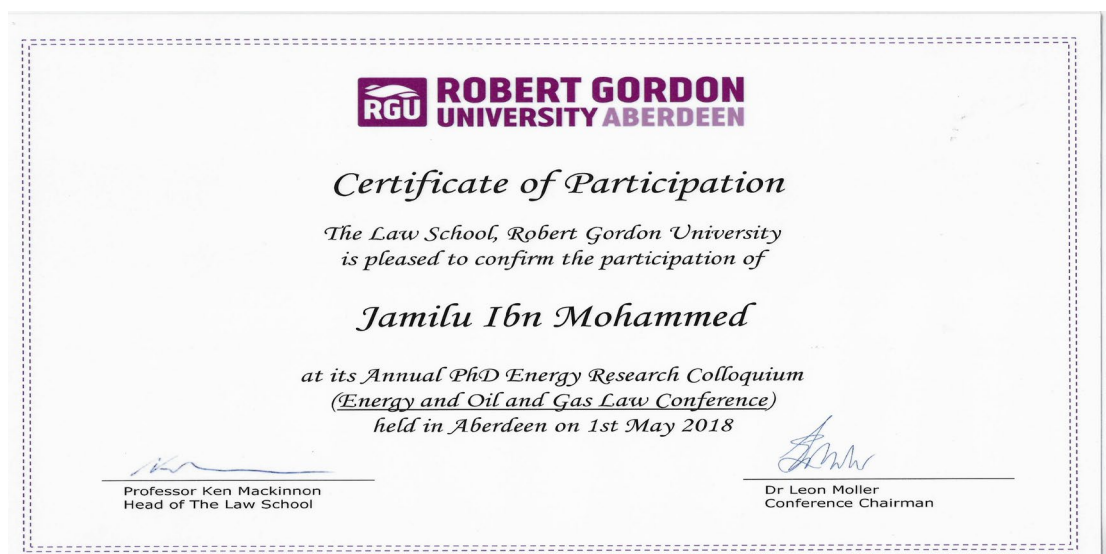 RGU
ROBERT GORDON
UNIVERSITY ABERDEEN
Certificate of Participation
The Law School, Robert Gordon University
is pleased to confirm the participation of
Jamilu Ibn Mohammed
at its Annual PhD Energy Research Colloquium
(Energy and Oil and Gas Law Conference)
held in Aberdeen on 1st May 2018
Professor Ken Mackinnon
Head of The Law School
Dr Leon Moller
Conference Chairman